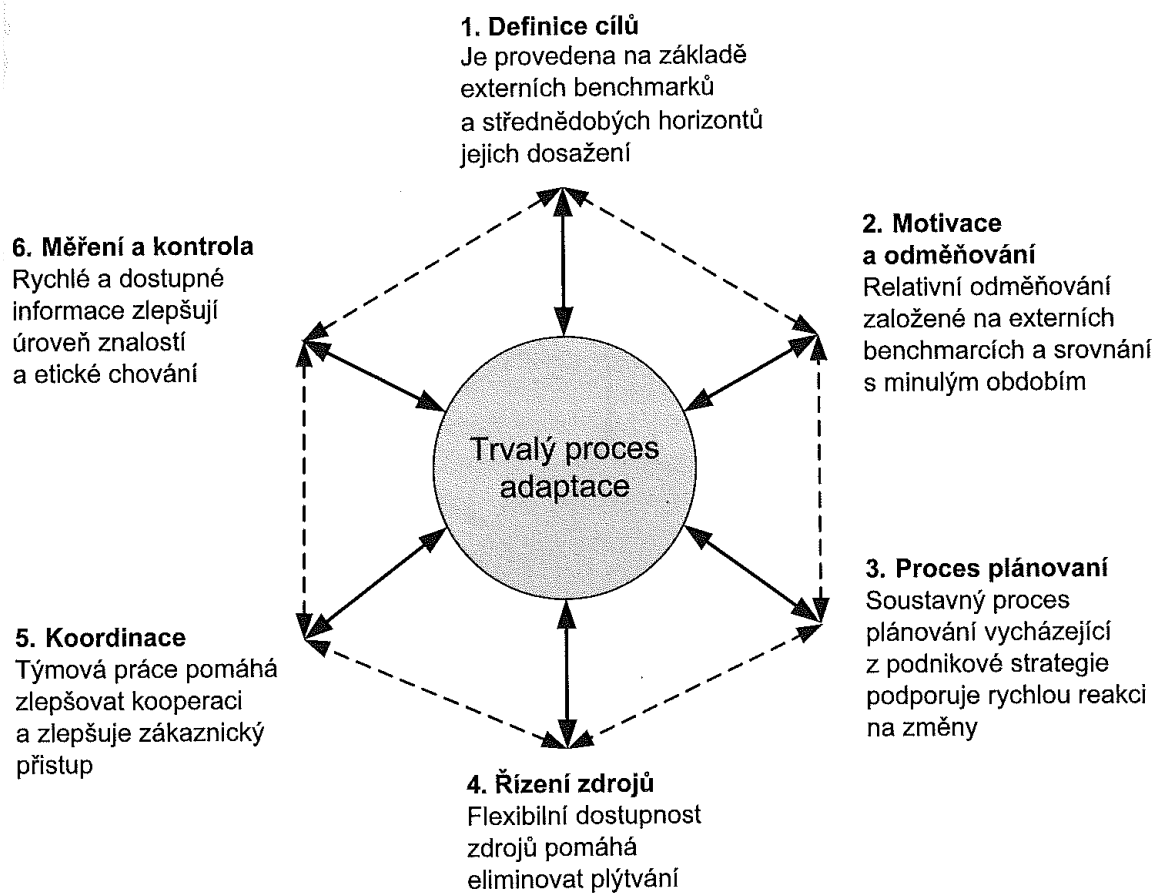 1. Definice cílů
Je provedena na základě
externích benchmarků
a střednědobých horizontů
jejich dosažení
2. Motivace
a odměňování
Relativní odměňování
založené na externích
benchmarcích a srovnání
s minulým obdobím
3. Proces plánovaní
Soustavný proces
plánování vycházející
z podnikové strategie
podporuje rychlou reakci
na změny
4. Řízení zdrojů
Flexibilní dostupnost
zdrojů pomáhá
eliminovat plýtvání
5. Koordinace
Týmová práce pomáhá
zlepšovat kooperaci
a zlepšuje zákaznický
přistup
6. Měření a kontrola
Rychlé a dostupné
informace zlepšují
úroveň znalostí
a etické chování
Trvalý proces
adaptace